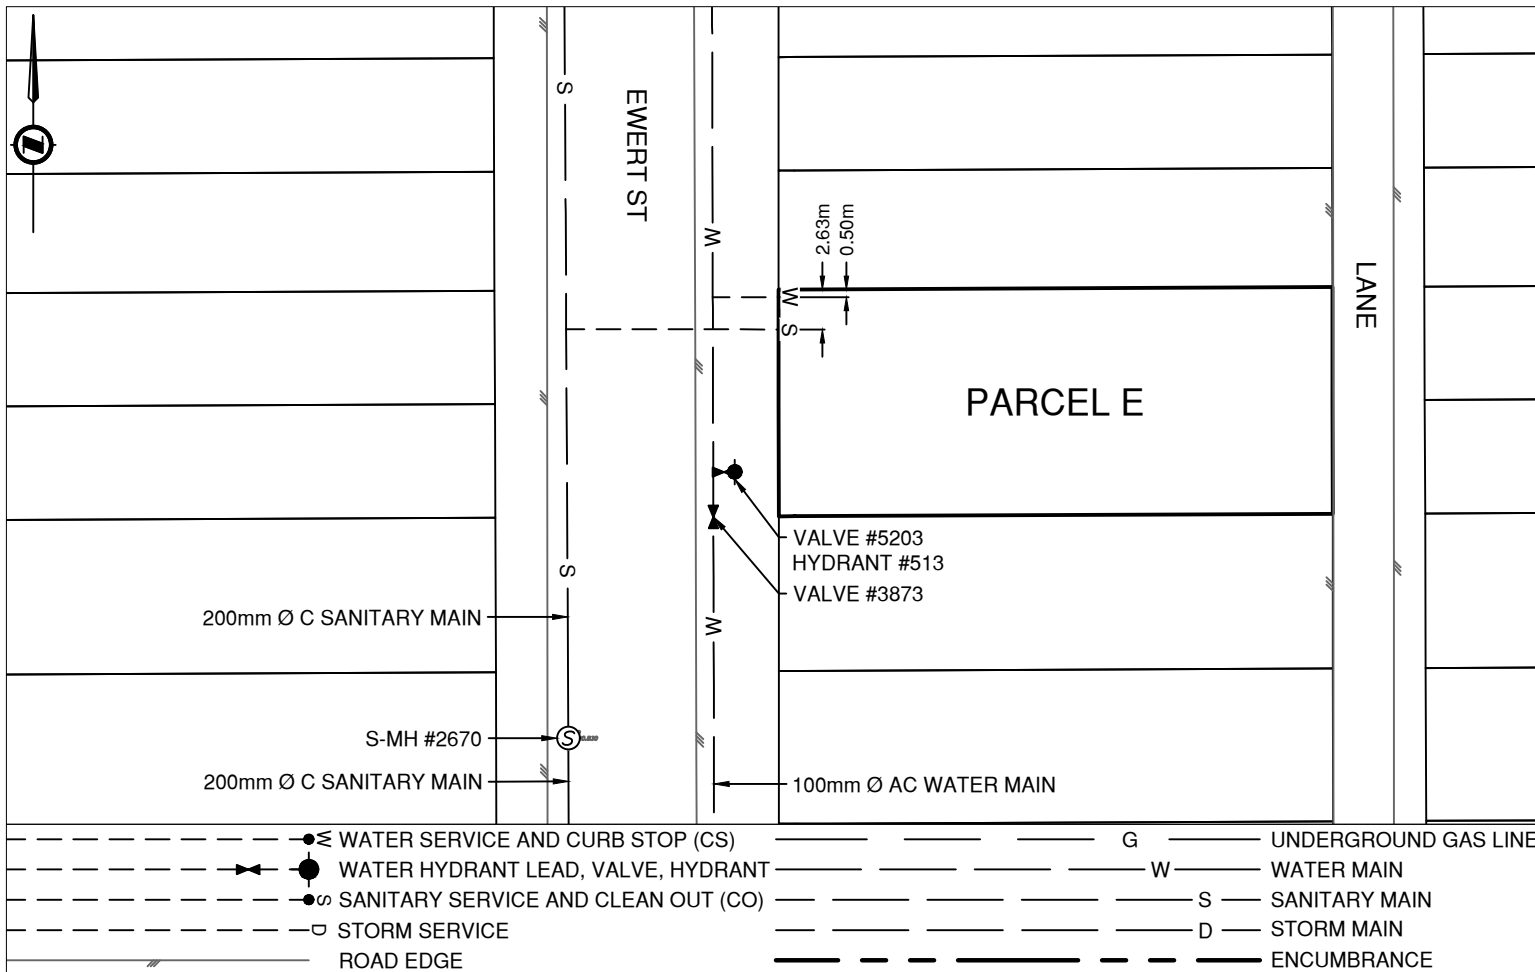 N
S
EWERT ST
W
2.63m
0.50m
LANE
W
S
PARCEL E
VALVE #5203
HYDRANT #513
VALVE #3873
S
200mm Ø C SANITARY MAIN
W
S-MH #2670
S
200mm Ø C SANITARY MAIN
100mm Ø AC WATER MAIN
W WATER SERVICE AND CURB STOP (CS)
WATER HYDRANT LEAD, VALVE, HYDRANT
S SANITARY SERVICE AND CLEAN OUT (CO)
D STORM SERVICE
ROAD EDGE
G UNDERGROUND GAS LINE
W WATER MAIN
S SANITARY MAIN
D STORM MAIN
ENCUMBRANCE